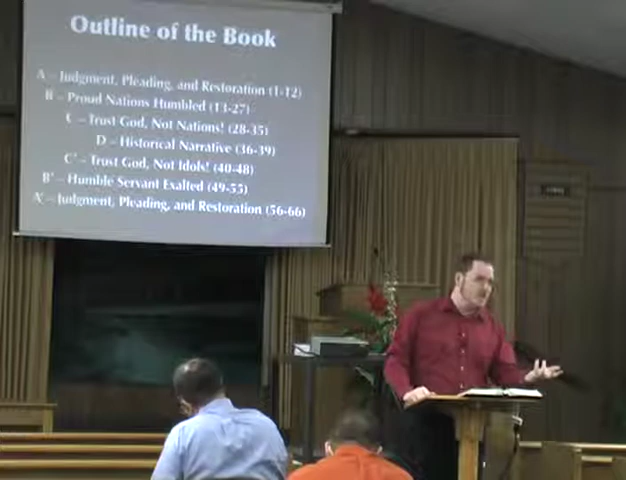 Outline of the Book
A – Judgment, Pleading, and Restoration (1-12)
B – Proud Nations Humbled (13-27)
C – Trust God, Not Nations! (28-35)
D – Historical Narrative (36-39)
C' – Trust God, Not Idols! (40-48)
B' – Humble Servant Exalted (49-55)
A' – Judgment, Pleading, and Restoration (56-66)